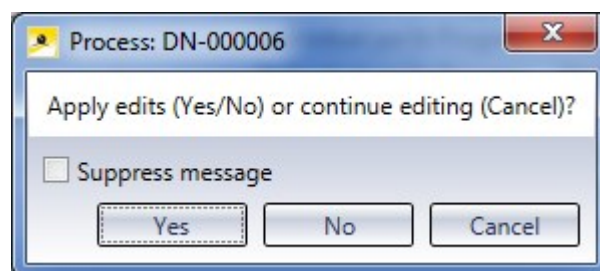 Process: DN-000006
Apply edits (Yes/No) or continue editing (Cancel)?
Suppress message
Yes No Cancel